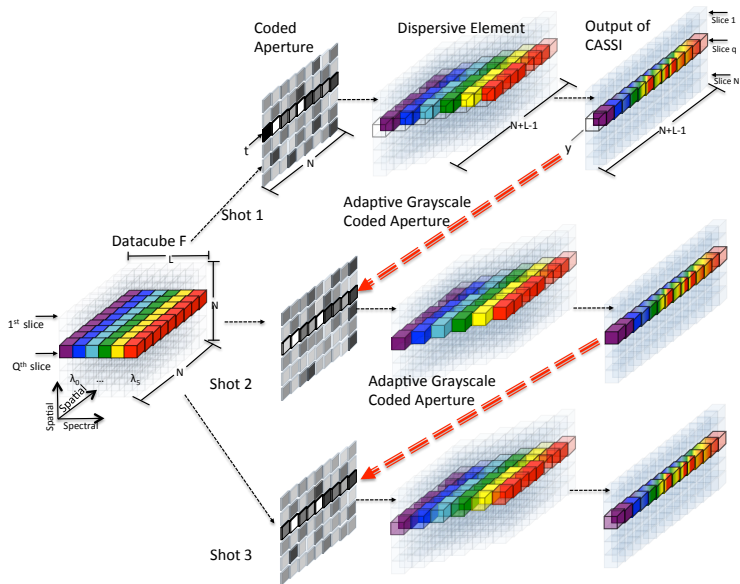 Coded
Aperture
Dispersive Element
Output of
CASSI
Slice 1
Slice q
Slice N
t
N
N+L-1
N+L-1
y
Shot 1
Adaptive Grayscale
Coded Aperture
Datacube F
L
N
1st slice
Qth slice
N
λ0 ... λ5
Spatial
Spatial
Spectral
Shot 2
Adaptive Grayscale
Coded Aperture
Shot 3